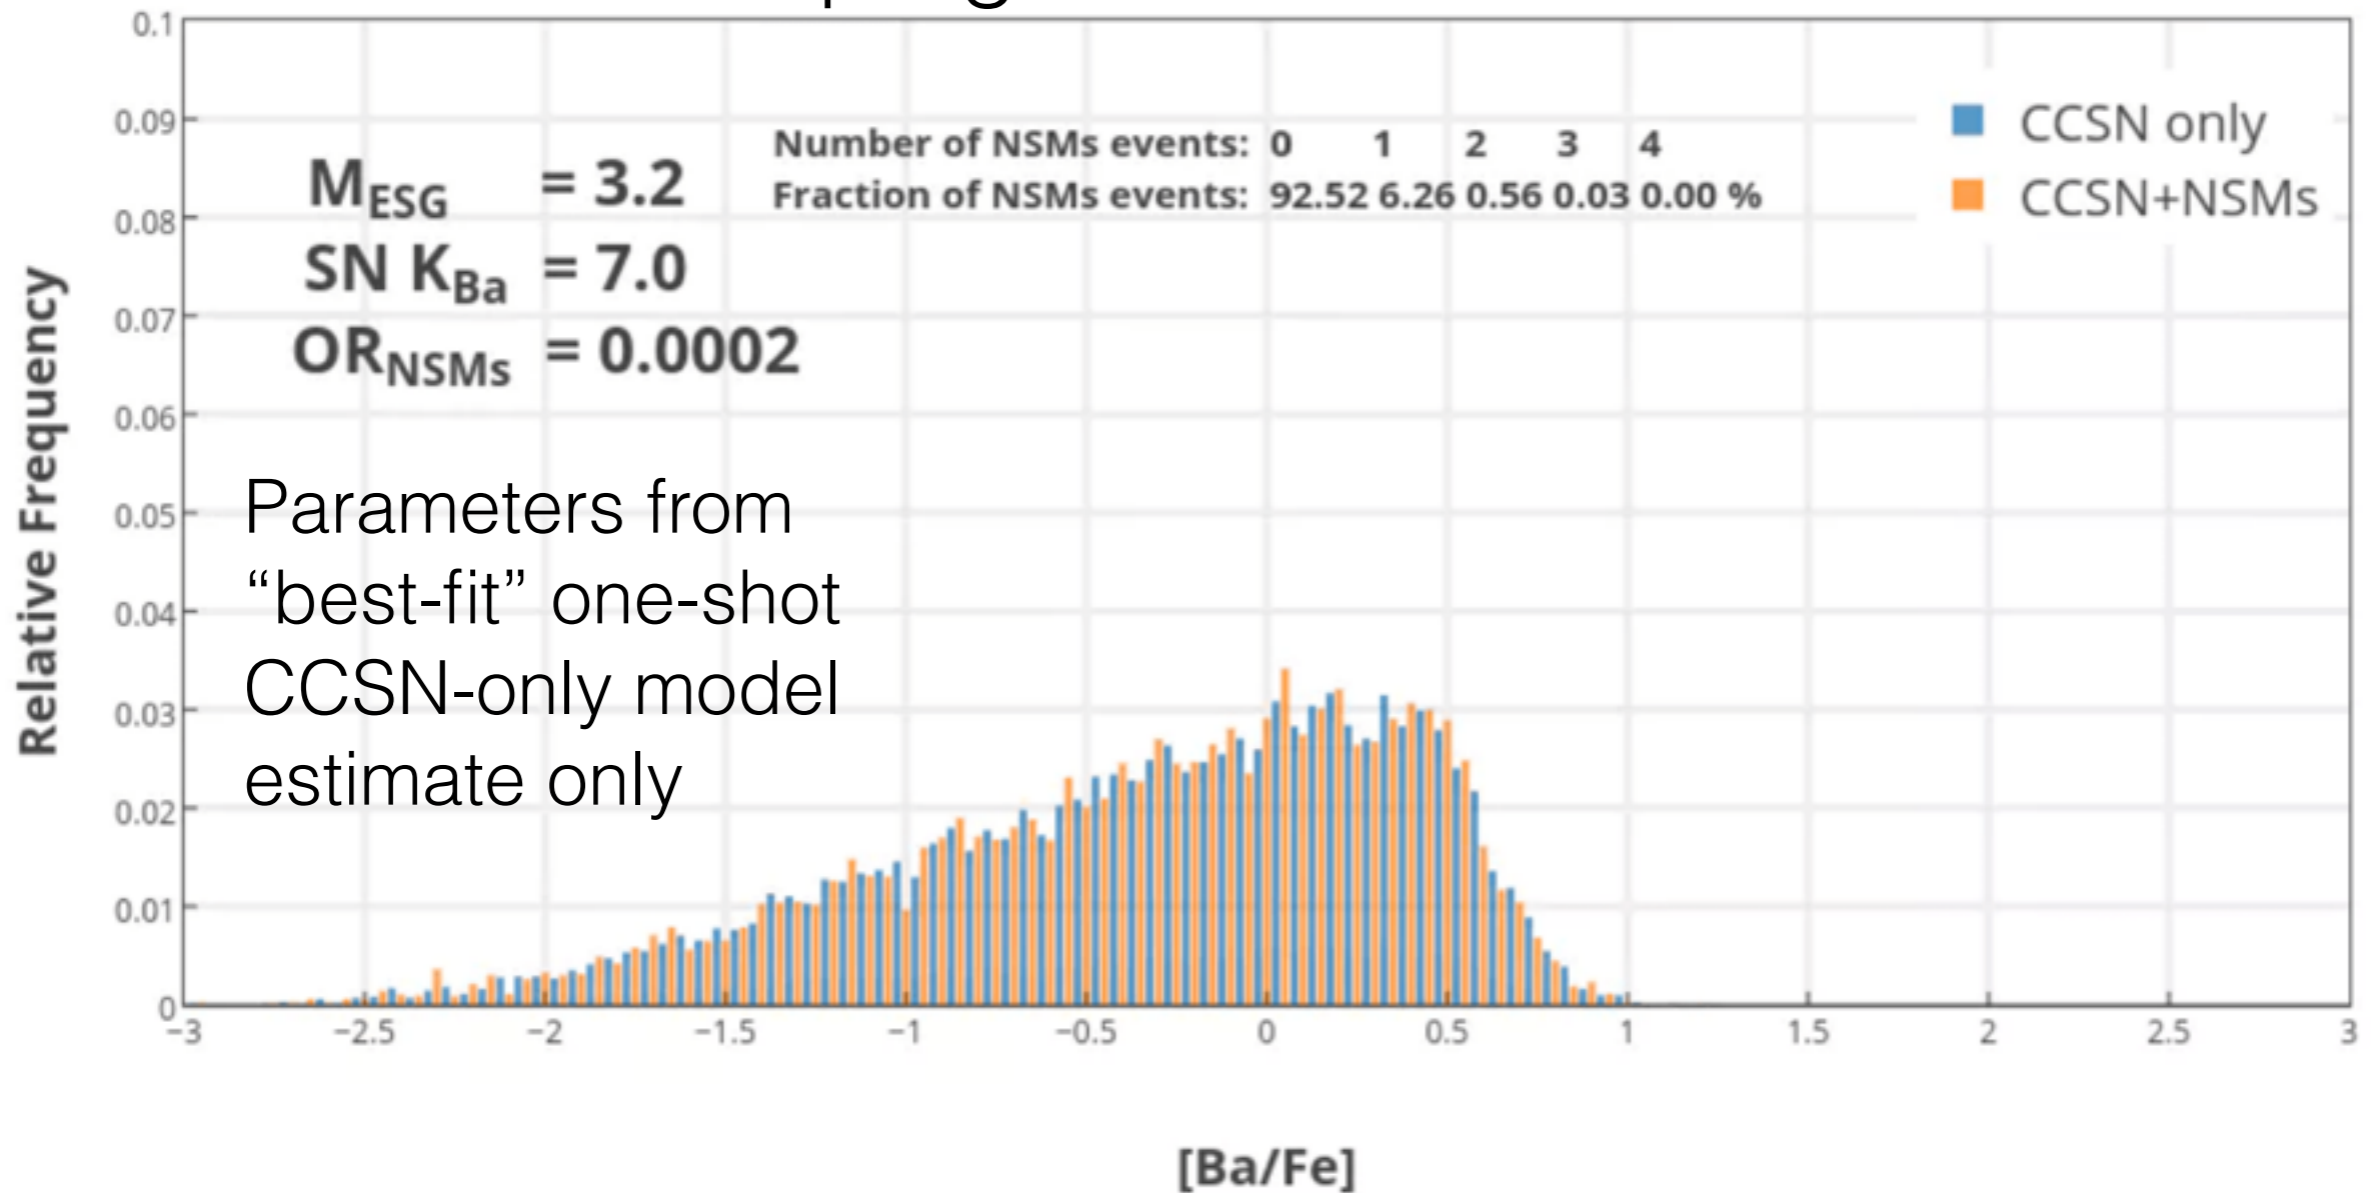 0.1
0.09
0.08
0.07
0.06
0.05
0.04
0.03
0.02
0.01
0
Relative Frequency
M_ESG = 3.2
SN K_Ba = 7.0
OR_NSMs = 0.0002
Number of NSMs events: 0 1 2 3 4
Fraction of NSMs events: 92.52 6.26 0.56 0.03 0.00 %
CCSN only
CCSN+NSMs
Parameters from
“best-fit” one-shot
CCSN-only model
estimate only
−3 −2.5 −2 −1.5 −1 −0.5 0 0.5 1 1.5 2 2.5 3
[Ba/Fe]